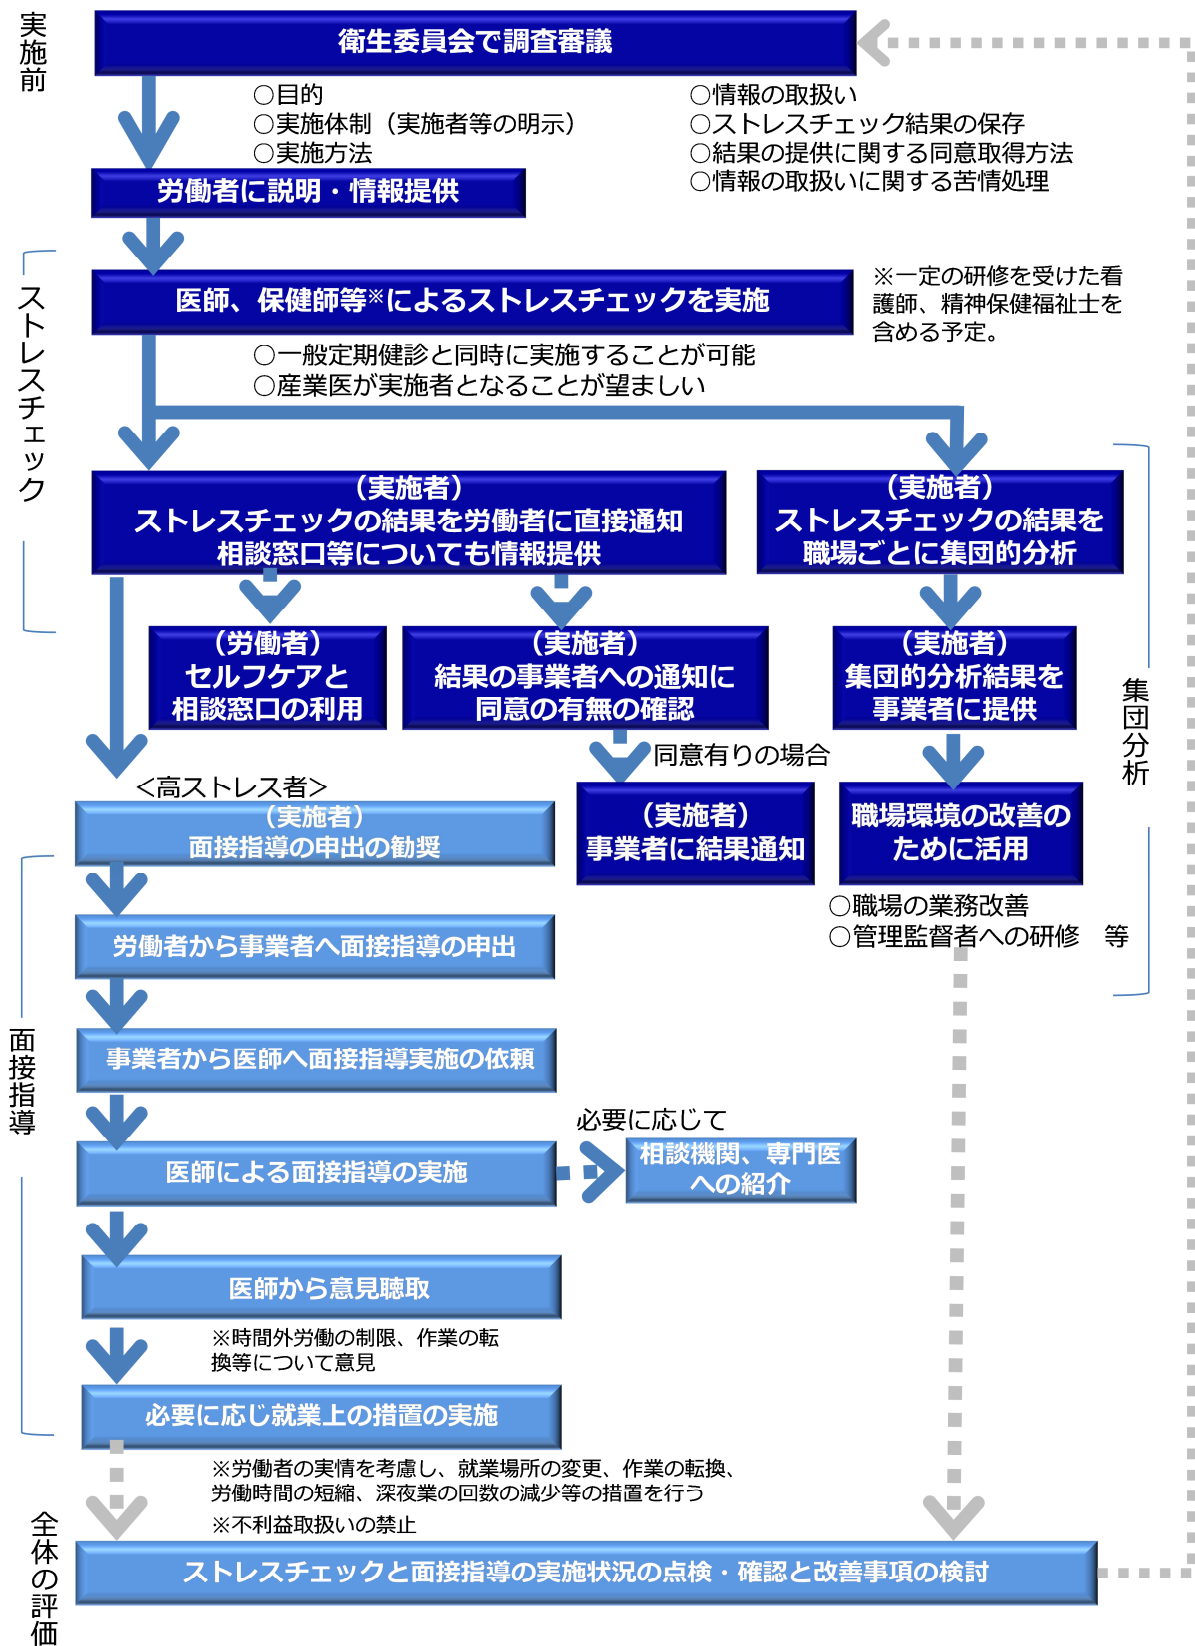 実施前
衛生委員会で調査審議
○目的
○実施体制（実施者等の明示）
○実施方法
○情報の取扱い
○ストレスチェック結果の保存
○結果の提供に関する同意取得方法
○情報の取扱いに関する苦情処理
労働者に説明・情報提供
ストレスチェック
医師、保健師等※によるストレスチェックを実施
※一定の研修を受けた看
護師、精神保健福祉士を
含める予定。
○一般定期健診と同時に実施することが可能
○産業医が実施者となることが望ましい
（実施者）
ストレスチェックの結果を労働者に直接通知
相談窓口等についても情報提供
（実施者）
ストレスチェックの結果を
職場ごとに集団的分析
（労働者）
セルフケアと
相談窓口の利用
（実施者）
結果の事業者への通知に
同意の有無の確認
（実施者）
集団的分析結果を
事業者に提供
集団分析
同意有りの場合
＜高ストレス者＞
（実施者）
面接指導の申出の勧奨
（実施者）
事業者に結果通知
職場環境の改善の
ために活用
○職場の業務改善
○管理監督者への研修　等
面接指導
労働者から事業者へ面接指導の申出
事業者から医師へ面接指導実施の依頼
必要に応じて
医師による面接指導の実施
相談機関、専門医
への紹介
医師から意見聴取
※時間外労働の制限、作業の転
換等について意見
必要に応じ就業上の措置の実施
※労働者の実情を考慮し、就業場所の変更、作業の転換、
労働時間の短縮、深夜業の回数の減少等の措置を行う
※不利益取扱いの禁止
全体の評価
ストレスチェックと面接指導の実施状況の点検・確認と改善事項の検討